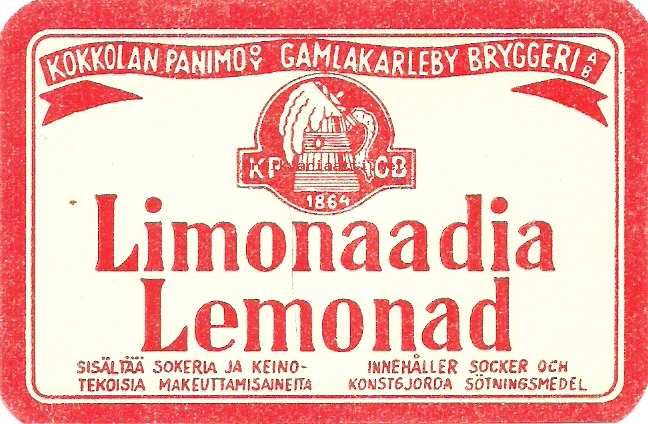 KOKKOLAN PANIMO OY GAMLAKARLEBY BRYGGERI AB
KP GB
1864
Limonaadia
Lemonad
SISÄLTÄÄ SOKERIA JA KEINO-
TEKOISIA MAKEUTTAMISAINEITA
INNEHÅLLER SOCKER OCH
KONSTGJORDA SÖTNINGSMEDEL